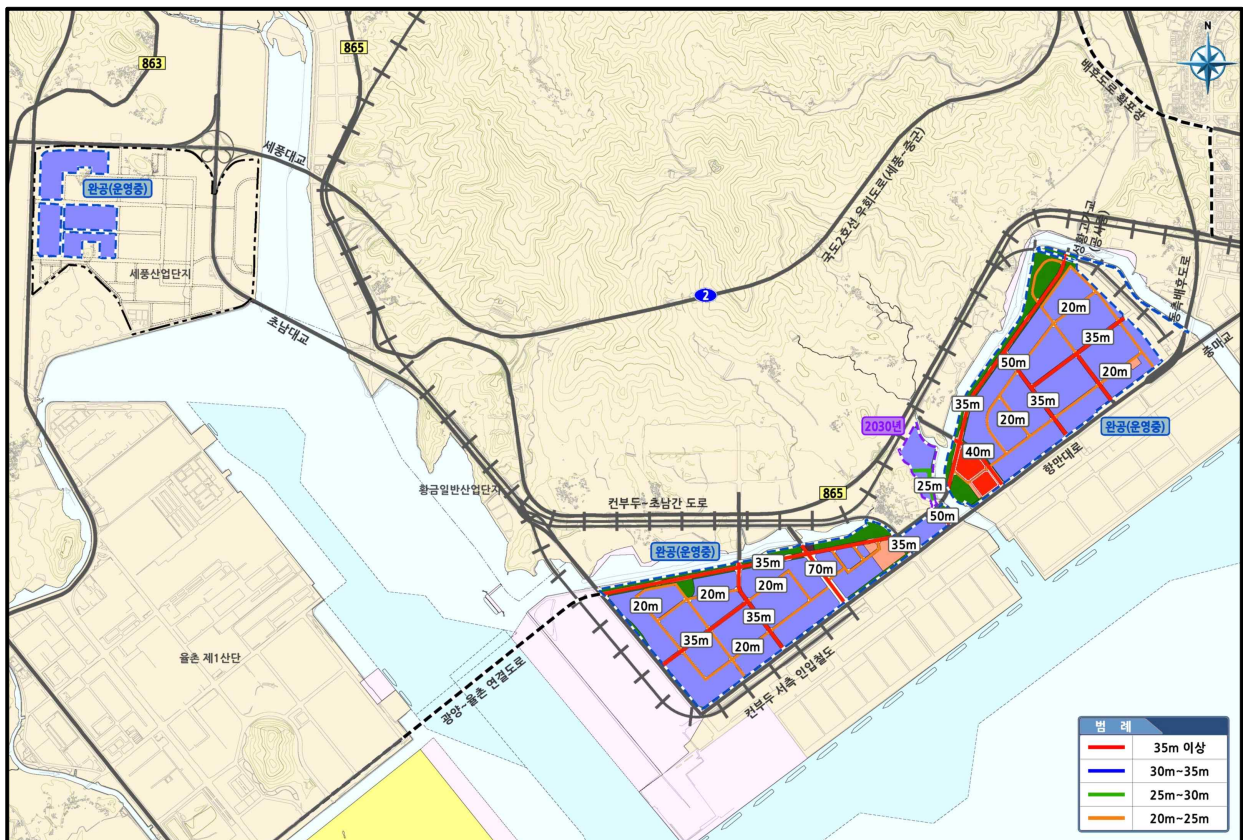 N
863
865
세풍대교
완공(운영중)
세풍산업단지
초남대교
2
국도2호선 우회도로(세풍~중군)
배후도로 확포장
동측배후도로
중마교
20m
35m
50m
20m
35m
35m
20m
40m
완공(운영중)
항만대로
2030년
25m
50m
865
컨부두~초남간 도로
황금일반산업단지
완공(운영중)
35m
35m
70m
20m
20m
20m
35m
35m
20m
컨부두 서측 인입철도
광양~율촌 연결도로
율촌 제1산단
범 례
35m 이상
30m~35m
25m~30m
20m~25m